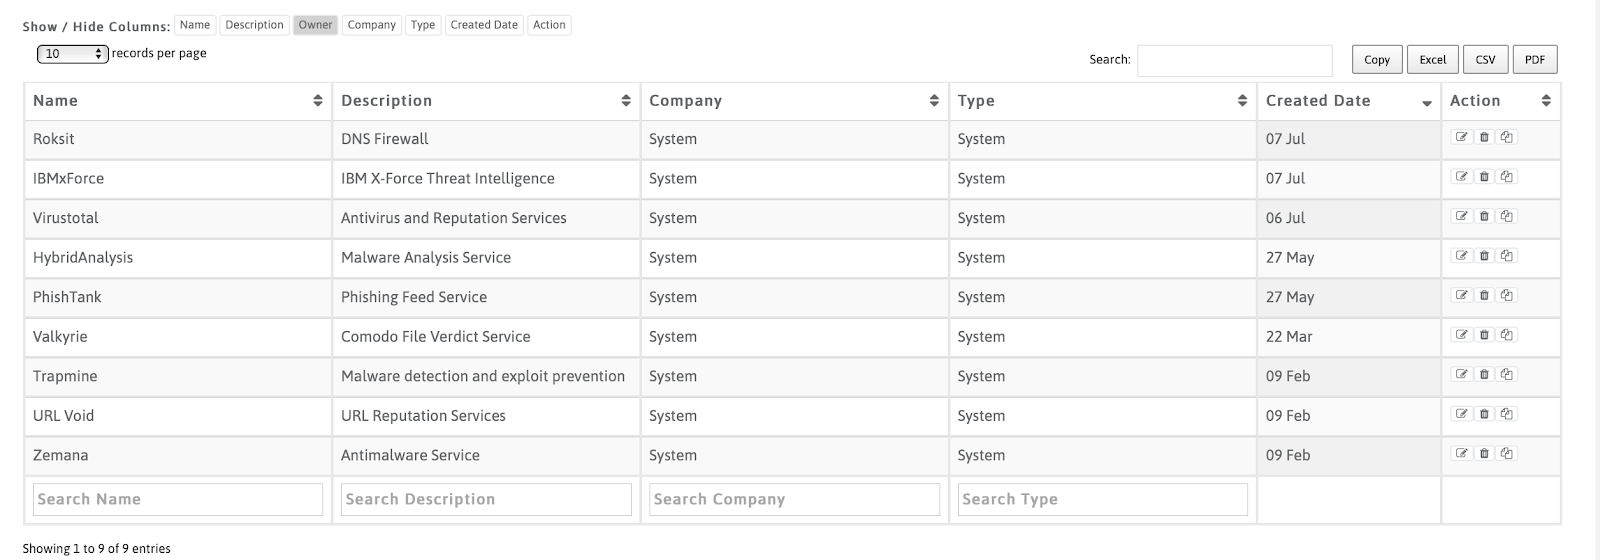 Show / Hide Columns: Name Description Owner Company Type Created Date Action
10 records per page
Search: Copy Excel CSV PDF
Name Description Company Type Created Date Action
Roksit DNS Firewall System System 07 Jul
IBMxForce IBM X-Force Threat Intelligence System System 07 Jul
Virustotal Antivirus and Reputation Services System System 06 Jul
HybridAnalysis Malware Analysis Service System System 27 May
PhishTank Phishing Feed Service System System 27 May
Valkyrie Comodo File Verdict Service System System 22 Mar
Trapmine Malware detection and exploit prevention System System 09 Feb
URL Void URL Reputation Services System System 09 Feb
Zemana Antimalware Service System System 09 Feb
Search Name Search Description Search Company Search Type
Showing 1 to 9 of 9 entries